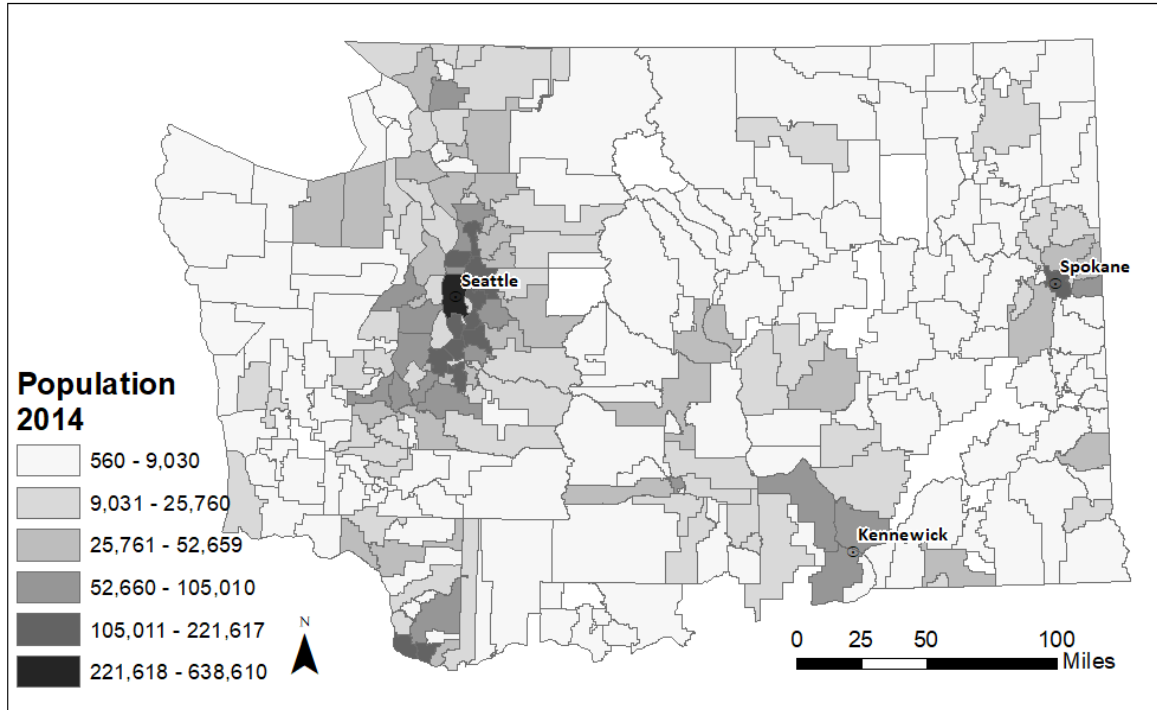 Seattle
Spokane
Population
2014
560 - 9,030
9,031 - 25,760
25,761 - 52,659
52,660 - 105,010
105,011 - 221,617
221,618 - 638,610
Kennewick
N
0 25 50 100
Miles